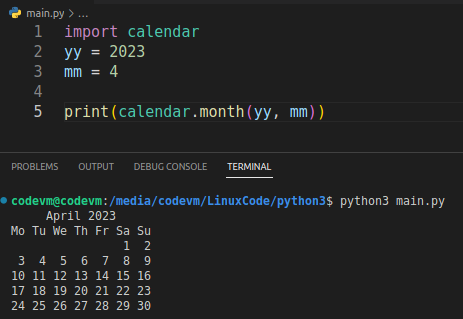 main.py > ...
1 import calendar
2 yy = 2023
3 mm = 4
4
5 print(calendar.month(yy, mm))
PROBLEMS OUTPUT DEBUG CONSOLE TERMINAL
codevm@codevm:/media/codevm/LinuxCode/python3$ python3 main.py
     April 2023
Mo Tu We Th Fr Sa Su
                1  2
 3  4  5  6  7  8  9
10 11 12 13 14 15 16
17 18 19 20 21 22 23
24 25 26 27 28 29 30